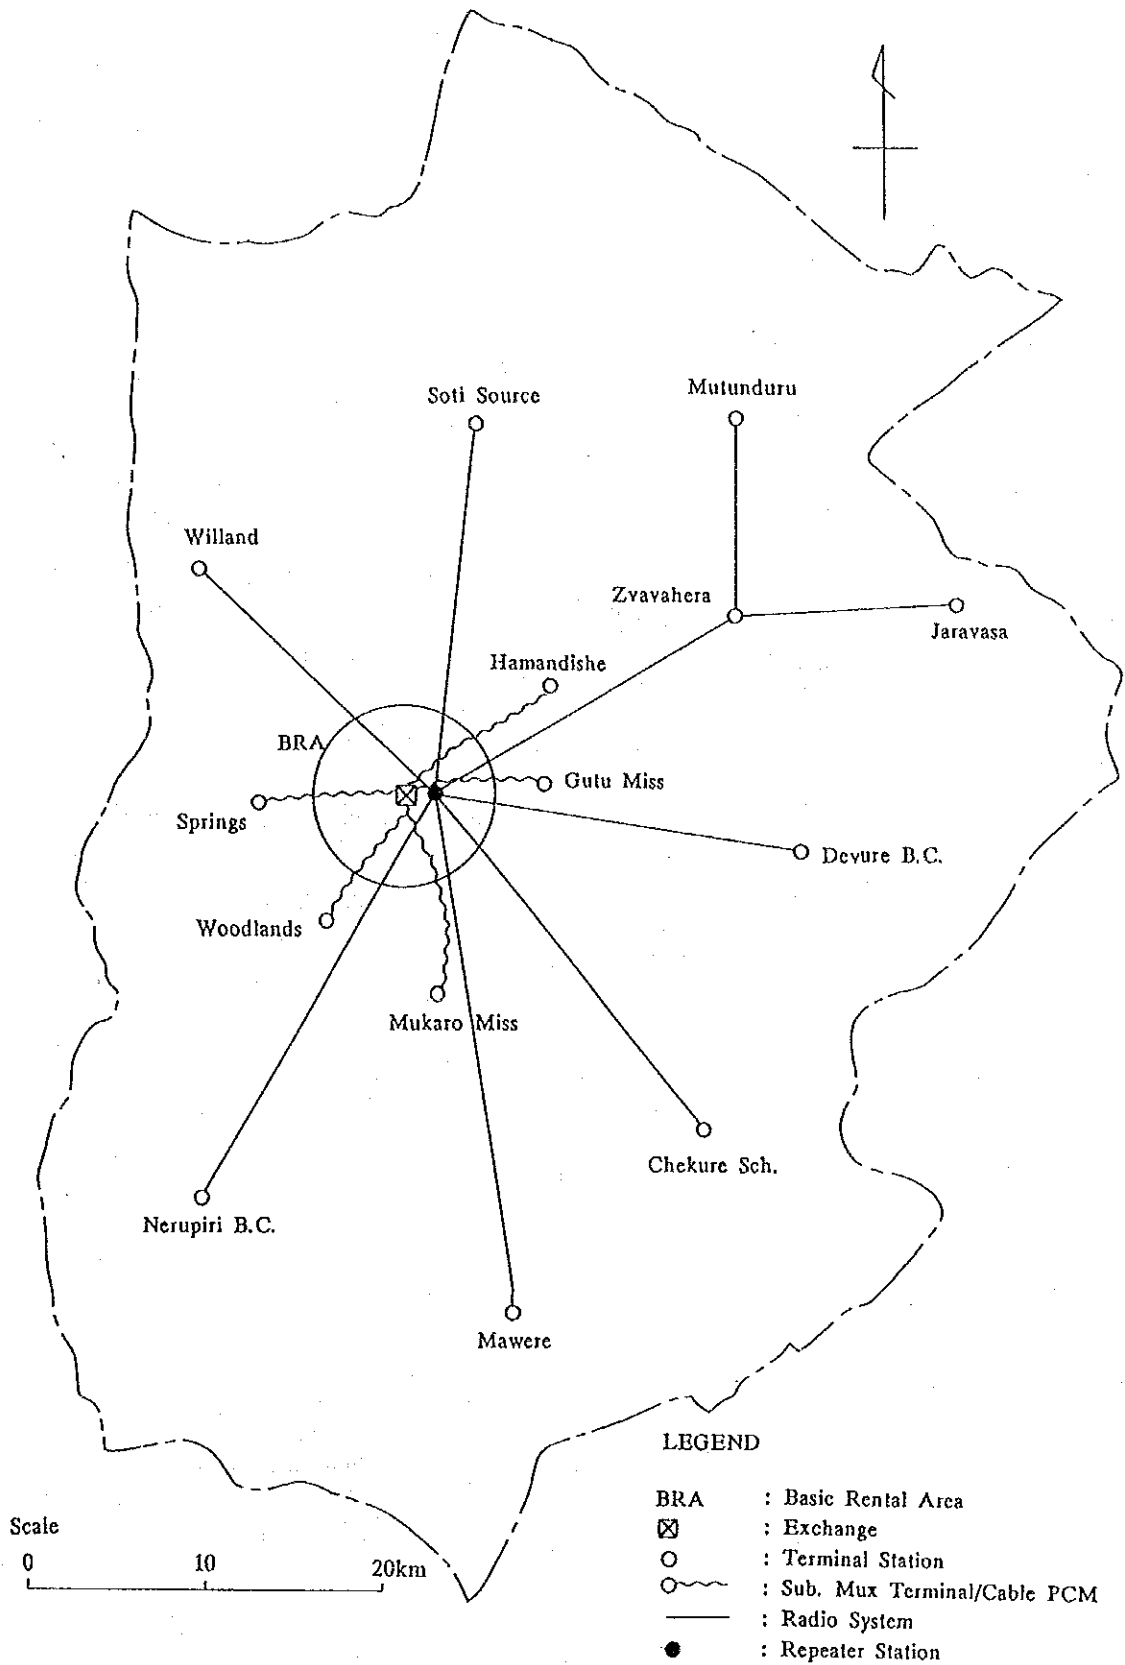 Soti Source
Mutunduru
Willand
Zvavahera
Jaravasa
Hamandishe
BRA
Gutu Miss
Springs
Devure B.C.
Woodlands
Mukaro Miss
Chekure Sch.
Nerupiri B.C.
Mawere
LEGEND
BRA : Basic Rental Area
: Exchange
: Terminal Station
: Sub. Mux Terminal/Cable PCM
: Radio System
: Repeater Station
Scale
0 10 20km